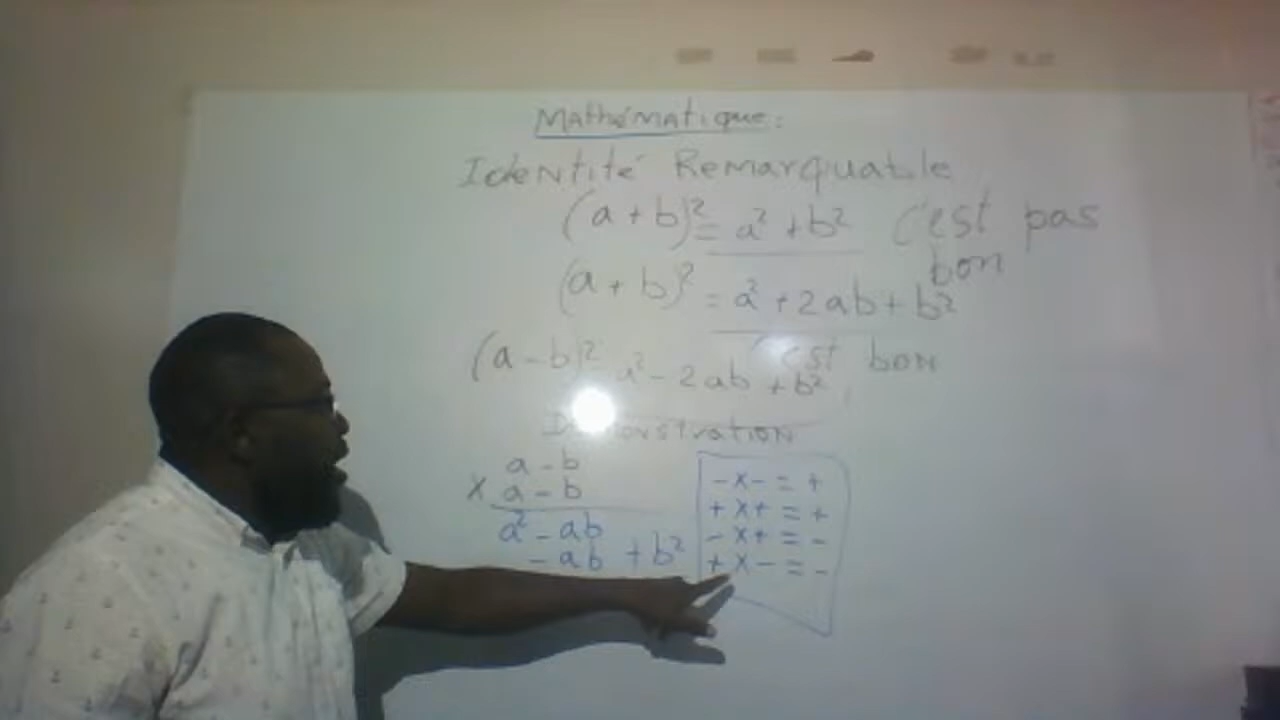 Mathématique:
Identité Remarquable
(a + b)² = a² + b² c'est pas
bon
(a + b)² = a² + 2ab + b²
c'est bon
(a - b)² a² - 2ab + b²
Démonstration
a - b
x a - b
a² - ab
- ab + b²
- x - = +
+ x + = +
- x + = -
+ x - = -